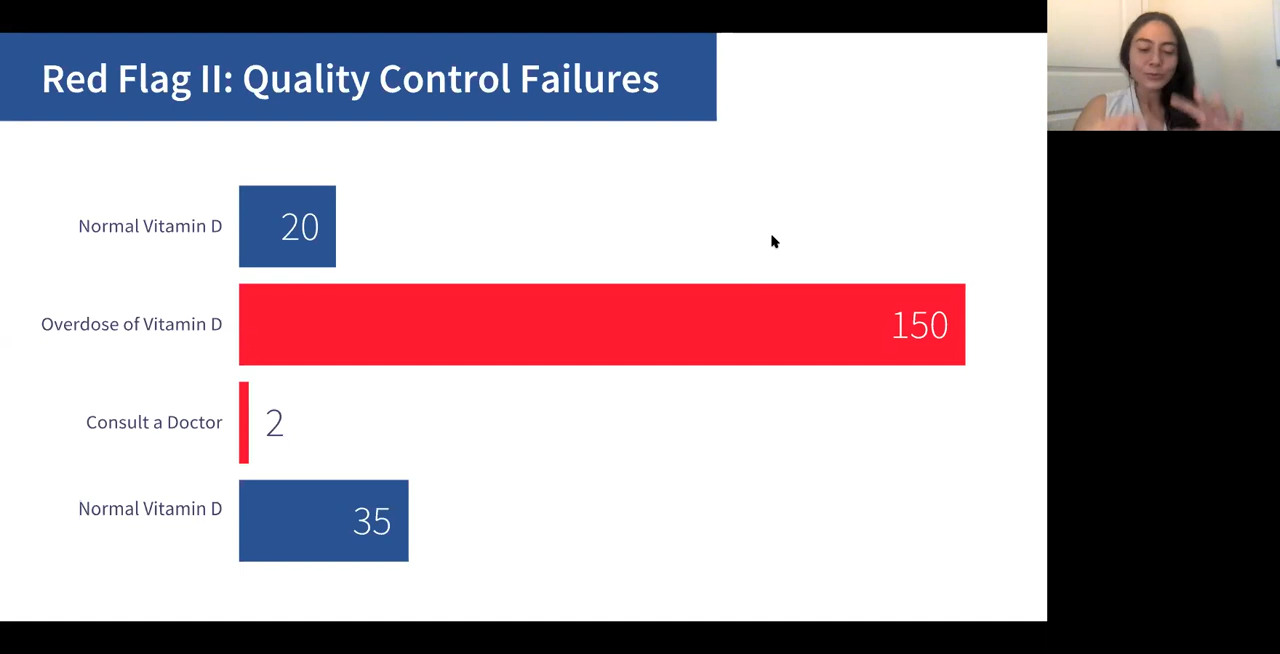 Red Flag II: Quality Control Failures
Normal Vitamin D
20
Overdose of Vitamin D
150
Consult a Doctor
2
Normal Vitamin D
35